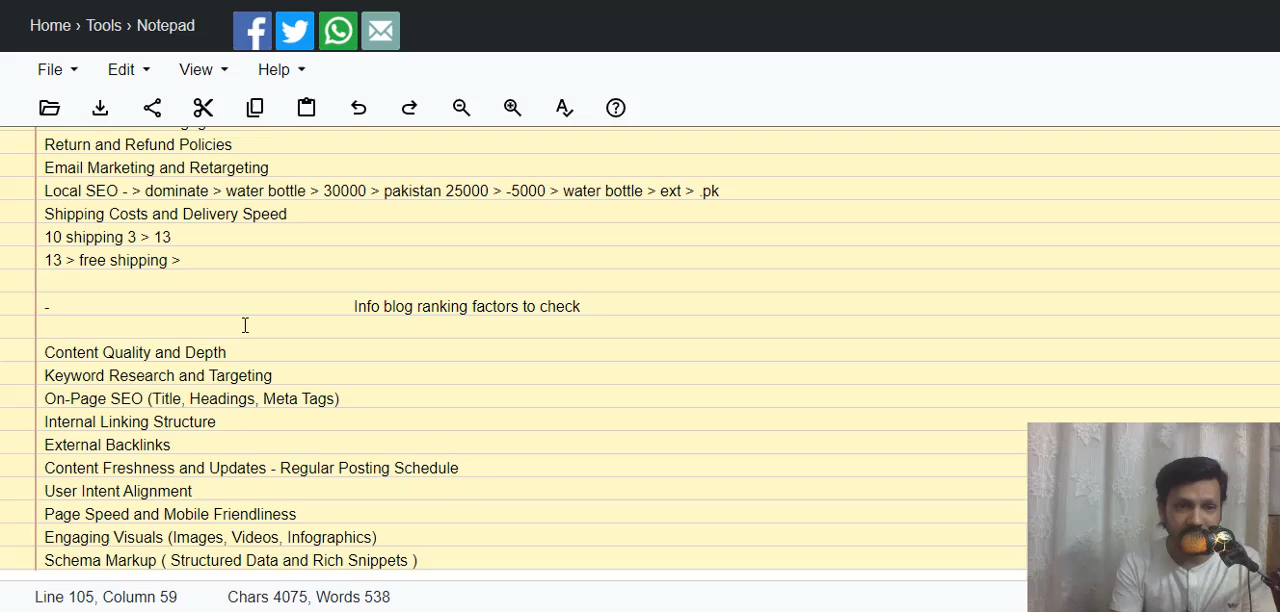 Home › Tools › Notepad
File Edit View Help
Return and Refund Policies
Email Marketing and Retargeting
Local SEO - > dominate > water bottle > 30000 > pakistan 25000 > -5000 > water bottle > ext > .pk
Shipping Costs and Delivery Speed
10 shipping 3 > 13
13 > free shipping >
- Info blog ranking factors to check
Content Quality and Depth
Keyword Research and Targeting
On-Page SEO (Title, Headings, Meta Tags)
Internal Linking Structure
External Backlinks
Content Freshness and Updates - Regular Posting Schedule
User Intent Alignment
Page Speed and Mobile Friendliness
Engaging Visuals (Images, Videos, Infographics)
Schema Markup ( Structured Data and Rich Snippets )
Line 105, Column 59 Chars 4075, Words 538